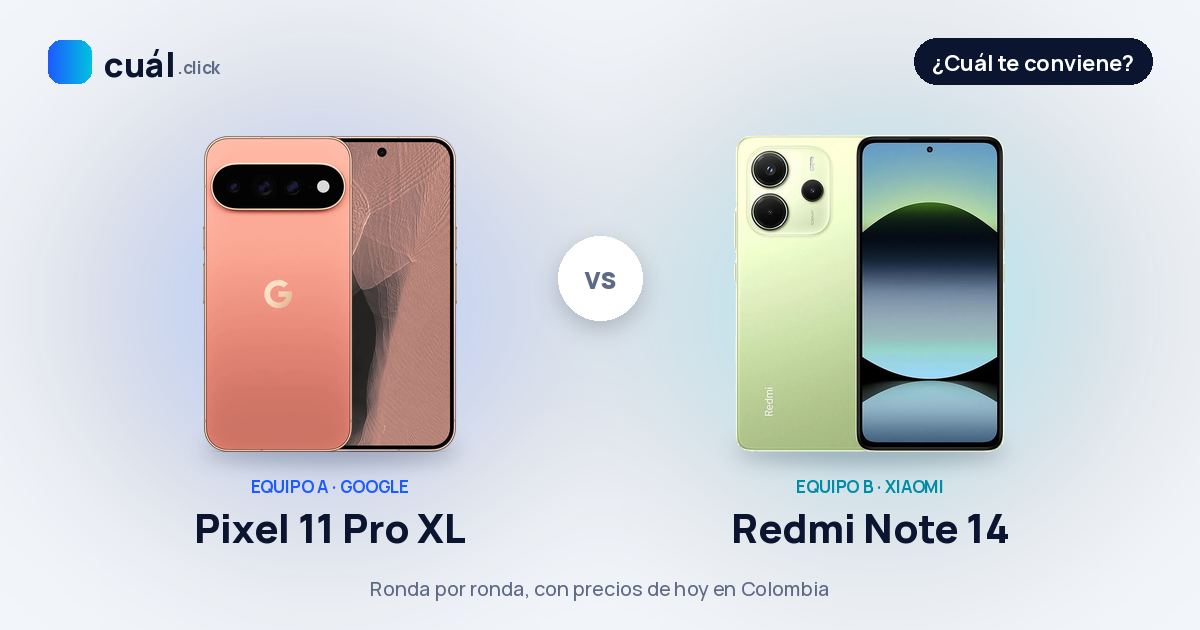 cuál.click
¿Cuál te conviene?
G
Redmi
vs
EQUIPO A · GOOGLE
Pixel 11 Pro XL
EQUIPO B · XIAOMI
Redmi Note 14
Ronda por ronda, con precios de hoy en Colombia